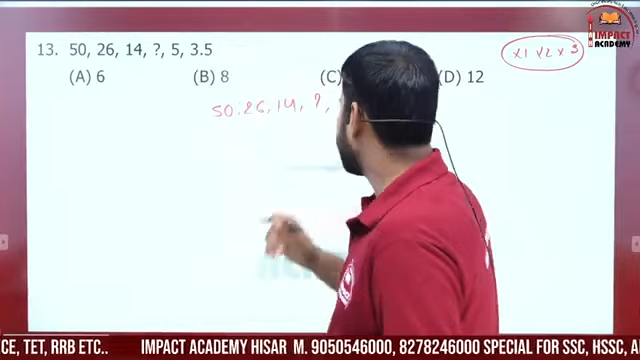 IMPACT
ACADEMY
13. 50, 26, 14, ?, 5, 3.5
×1 ×2 × 3
(A) 6 (B) 8 (C) (D) 12
50, 26, 14, ?,
CE, TET, RRB ETC.. IMPACT ACADEMY HISAR M. 9050546000, 8278246000 SPECIAL FOR SSC, HSSC, A